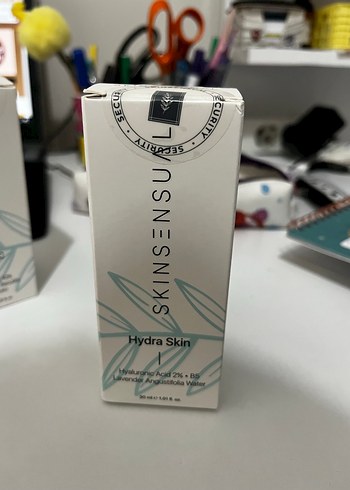 SECURITY · SECURITY
SKINSENSUAL
Hydra Skin
Hyaluronic Acid 2% + B5
Lavender Angustifolia Water